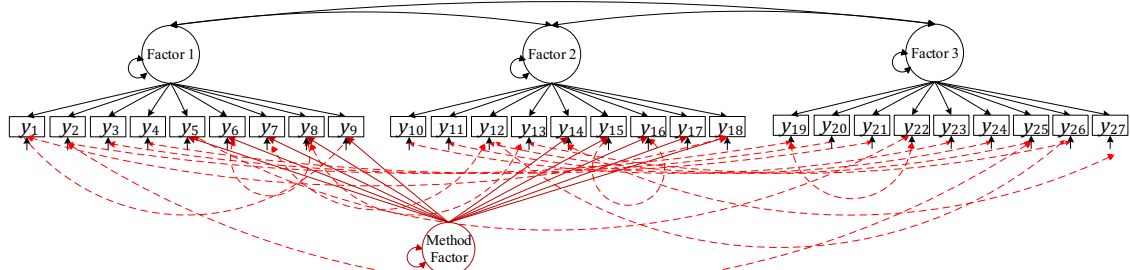 Factor 1 Factor 2 Factor 3
y1 y2 y3 y4 y5 y6 y7 y8 y9 y10 y11 y12 y13 y14 y15 y16 y17 y18 y19 y20 y21 y22 y23 y24 y25 y26 y27
Method
Factor